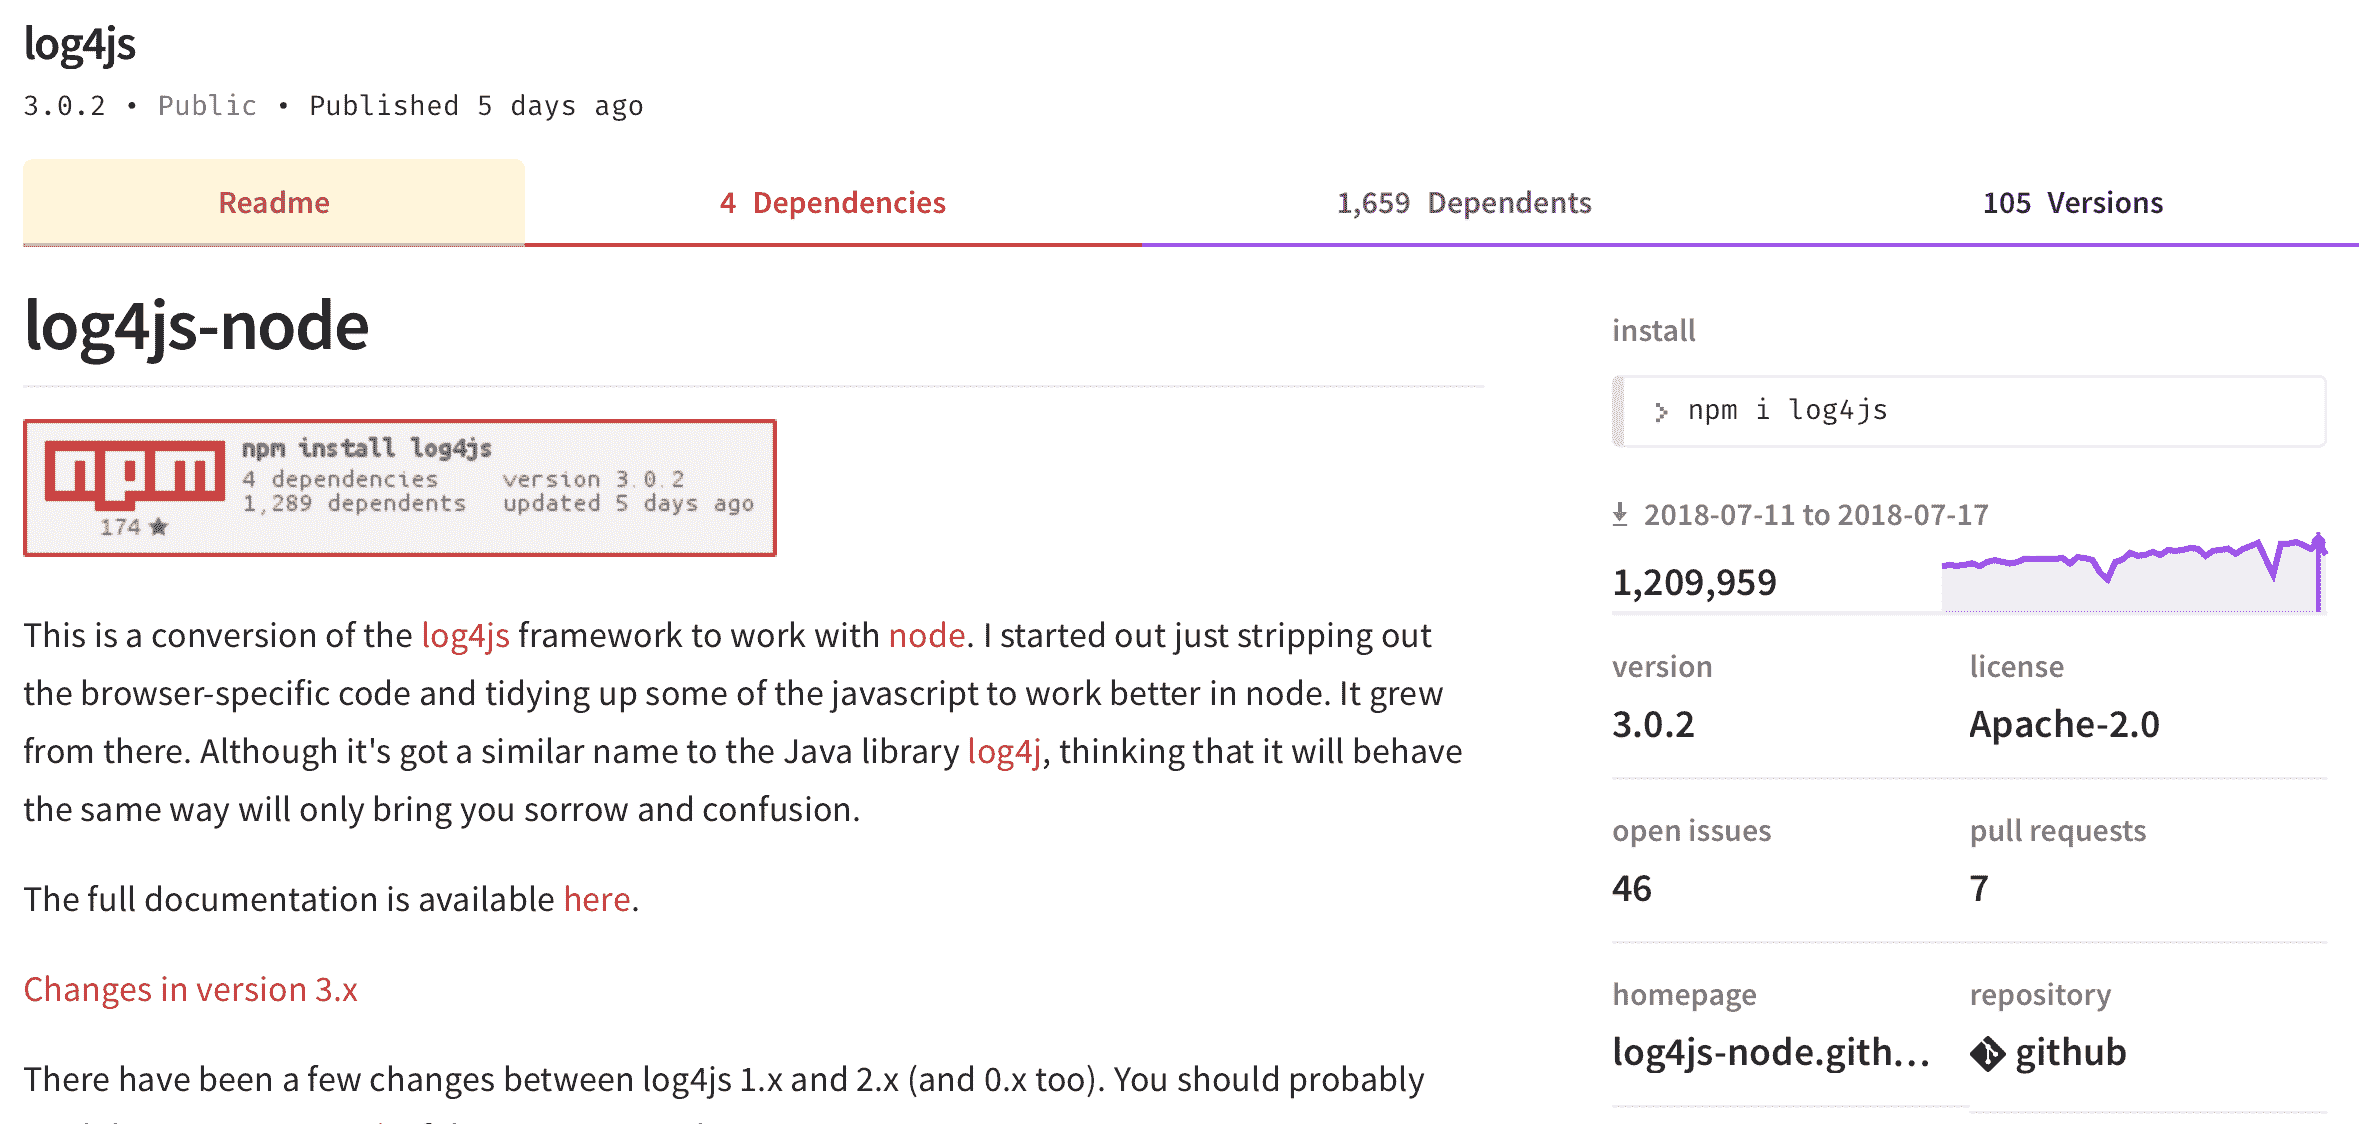 log4js
3.0.2 • Public • Published 5 days ago
Readme
4 Dependencies
1,659 Dependents
105 Versions
log4js-node
npm
174 ★
npm install log4js
4 dependencies version 3.0.2
1,289 dependents updated 5 days ago
This is a conversion of the log4js framework to work with node. I started out just stripping out
the browser-specific code and tidying up some of the javascript to work better in node. It grew
from there. Although it's got a similar name to the Java library log4j, thinking that it will behave
the same way will only bring you sorrow and confusion.
The full documentation is available here.
Changes in version 3.x
There have been a few changes between log4js 1.x and 2.x (and 0.x too). You should probably
install
npm i log4js
2018-07-11 to 2018-07-17
1,209,959
version
3.0.2
license
Apache-2.0
open issues
46
pull requests
7
homepage
log4js-node.gith...
repository
github